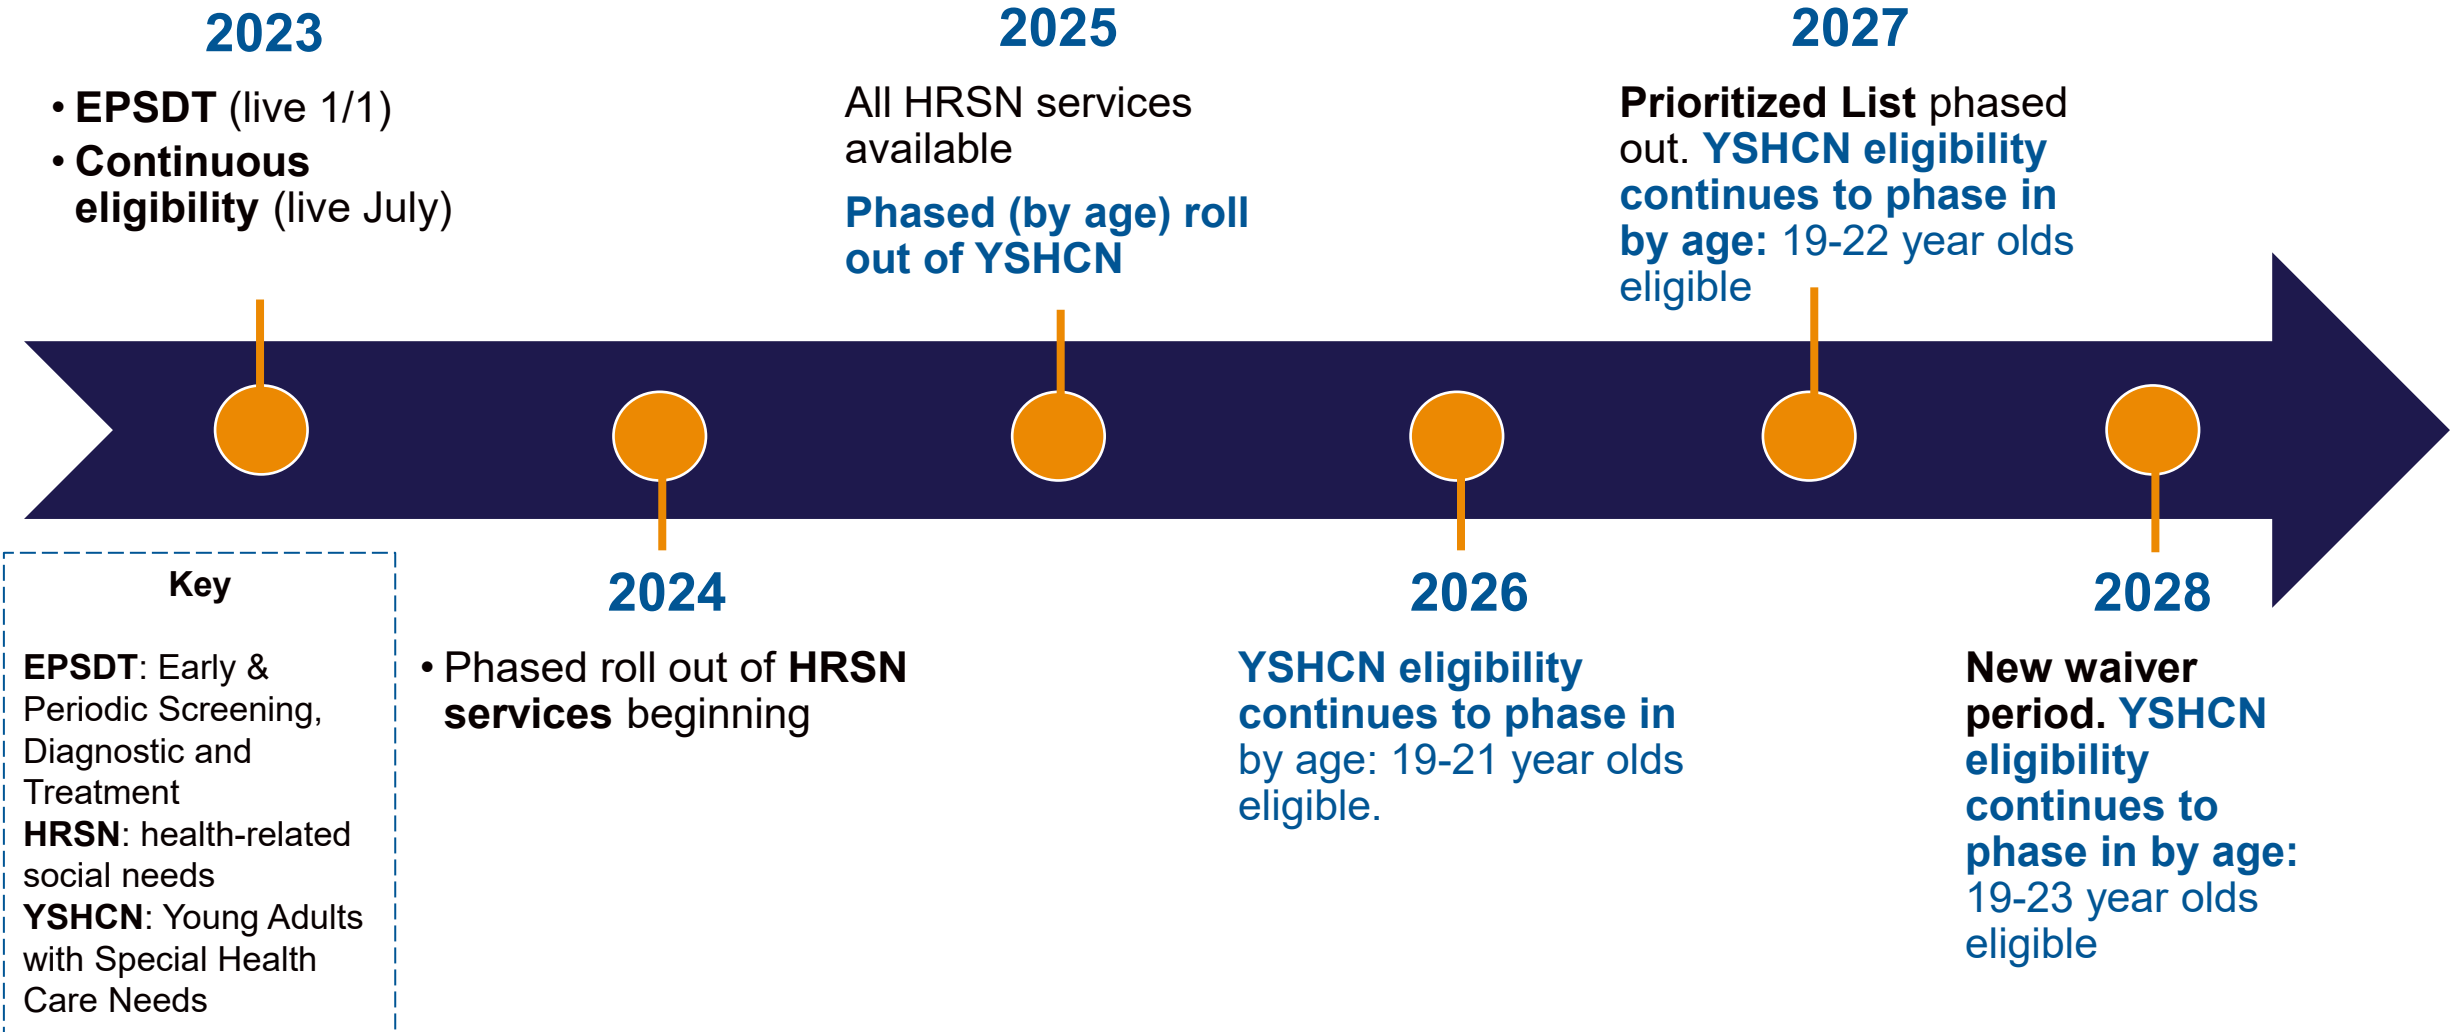 2023
• EPSDT (live 1/1)
• Continuous
eligibility (live July)
2025
All HRSN services
available
Phased (by age) roll
out of YSHCN
2027
Prioritized List phased
out. YSHCN eligibility
continues to phase in
by age: 19-22 year olds
eligible
Key
EPSDT: Early &
Periodic Screening,
Diagnostic and
Treatment
HRSN: health-related
social needs
YSHCN: Young Adults
with Special Health
Care Needs
2024
• Phased roll out of HRSN
services beginning
2026
YSHCN eligibility
continues to phase in
by age: 19-21 year olds
eligible.
2028
New waiver
period. YSHCN
eligibility
continues to
phase in by age:
19-23 year olds
eligible